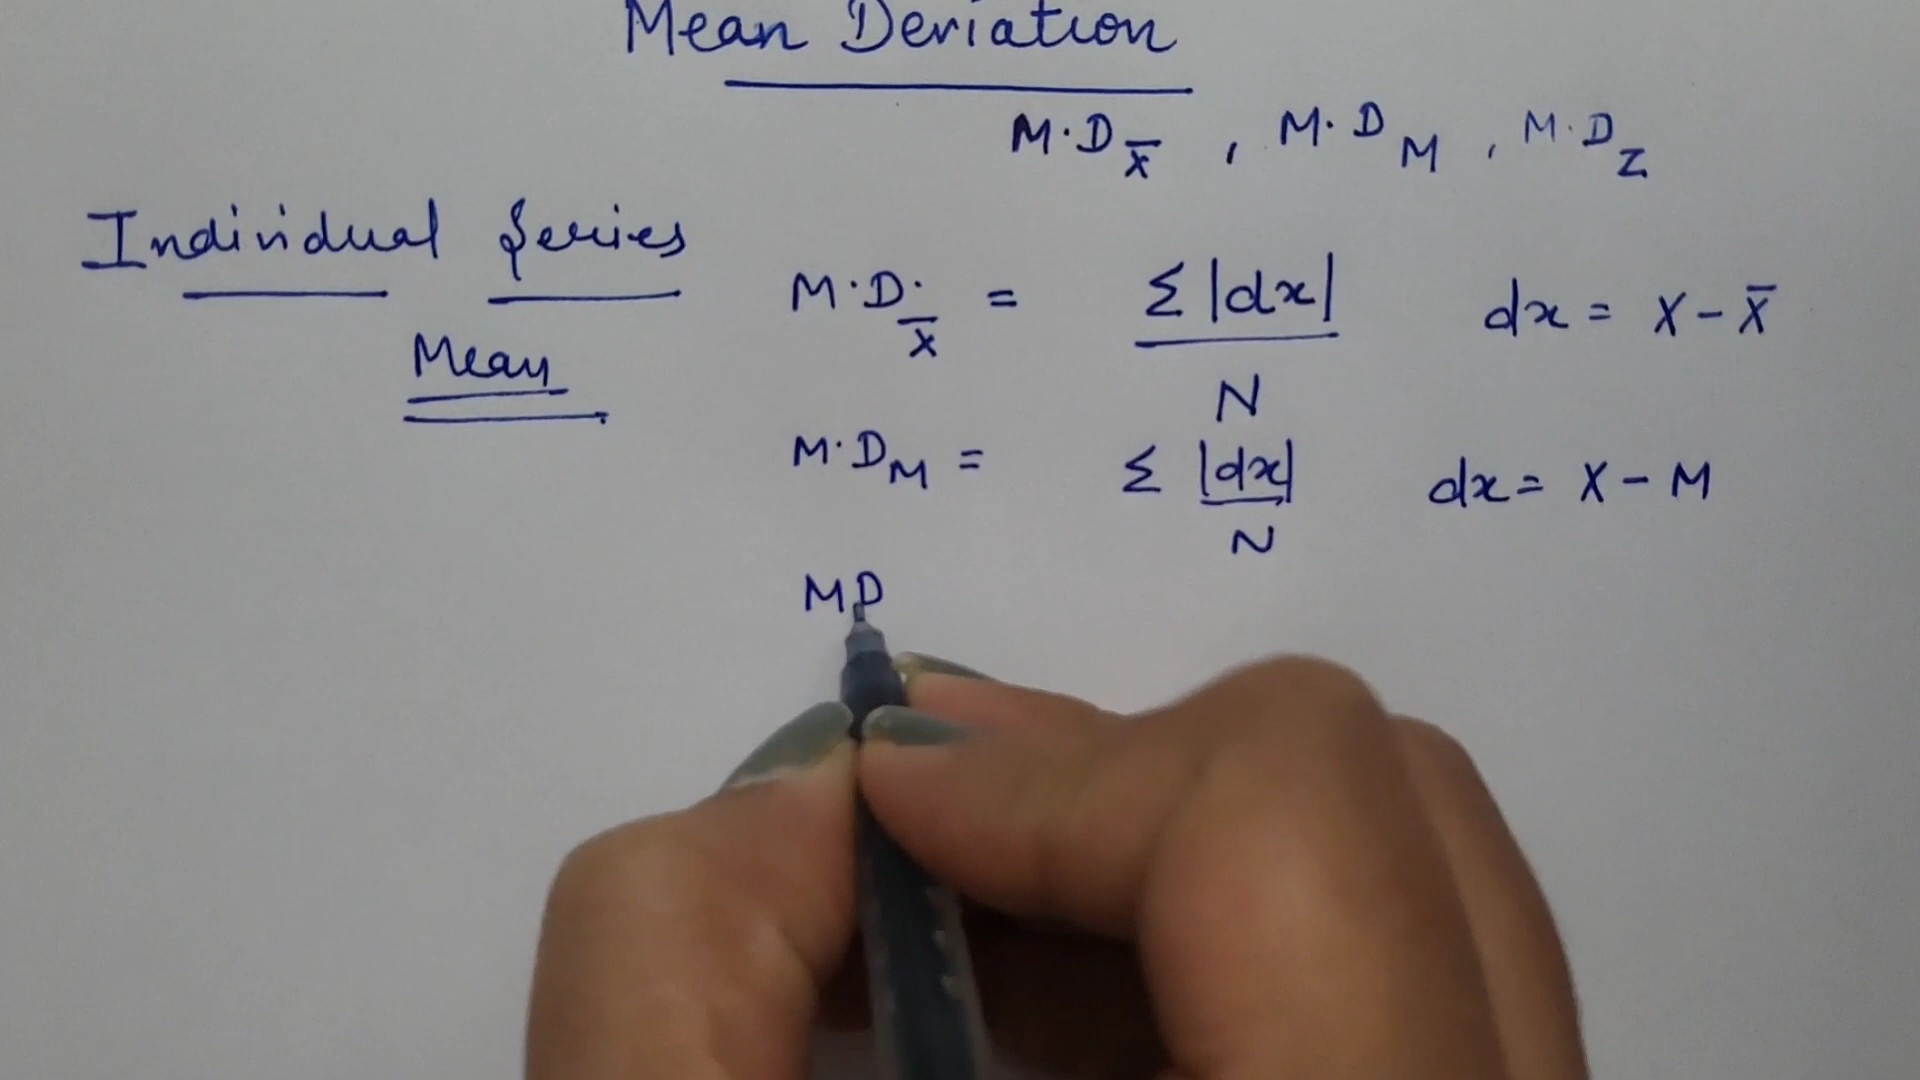 Mean Deviation
M.D x̄ , M.D M , M.D Z
Individual Series
M.D. x̄ = Σ |dx| / N dx = X - X̄
Mean
M.D M = Σ |dx| / N dx = X - M
MD